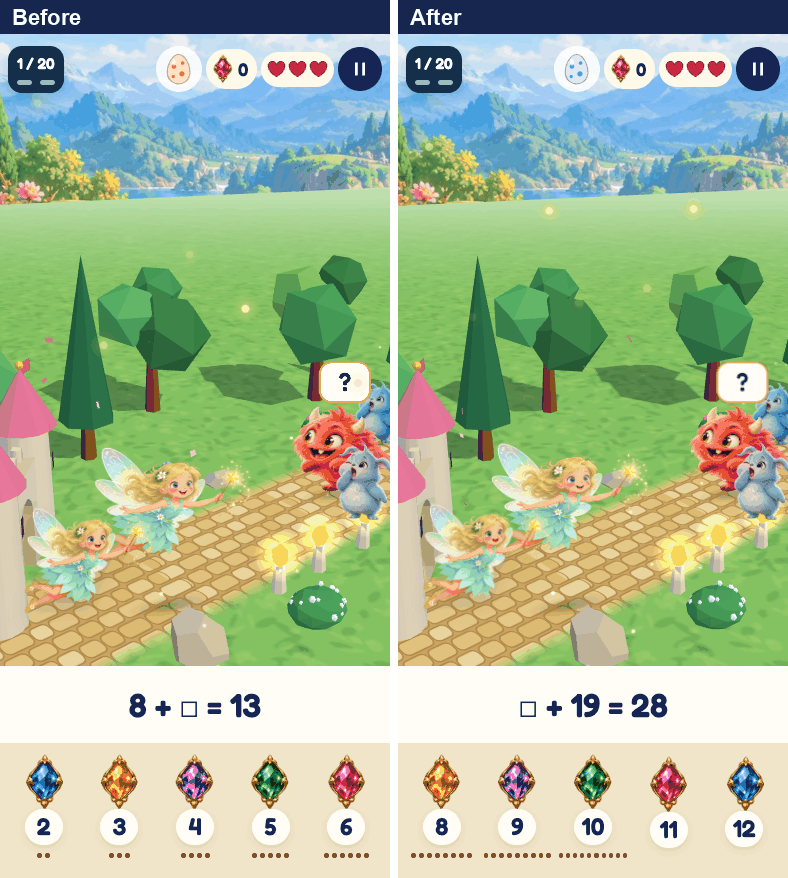 Before
1/20
0
?
8 + □ = 13
2 3 4 5 6
After
1/20
0
?
□ + 19 = 28
8 9 10 11 12